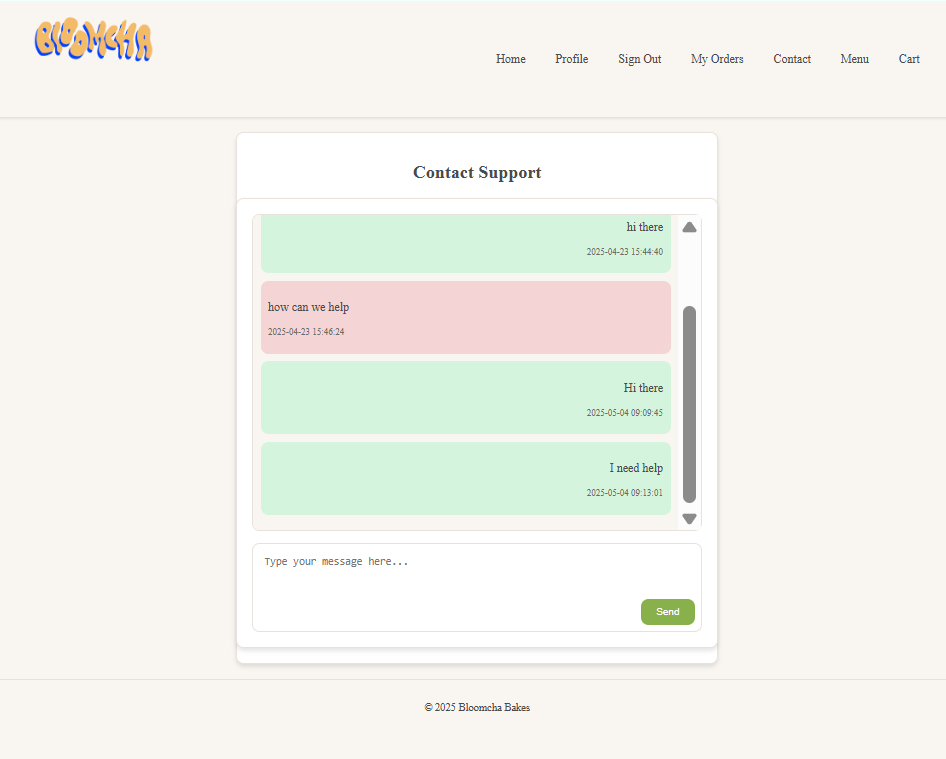 BlOOMCHA
Home Profile Sign Out My Orders Contact Menu Cart
Contact Support
hi there
2025-04-23 15:44:40
how can we help
2025-04-23 15:46:24
Hi there
2025-05-04 09:09:45
I need help
2025-05-04 09:13:01
Type your message here...
Send
© 2025 Bloomcha Bakes